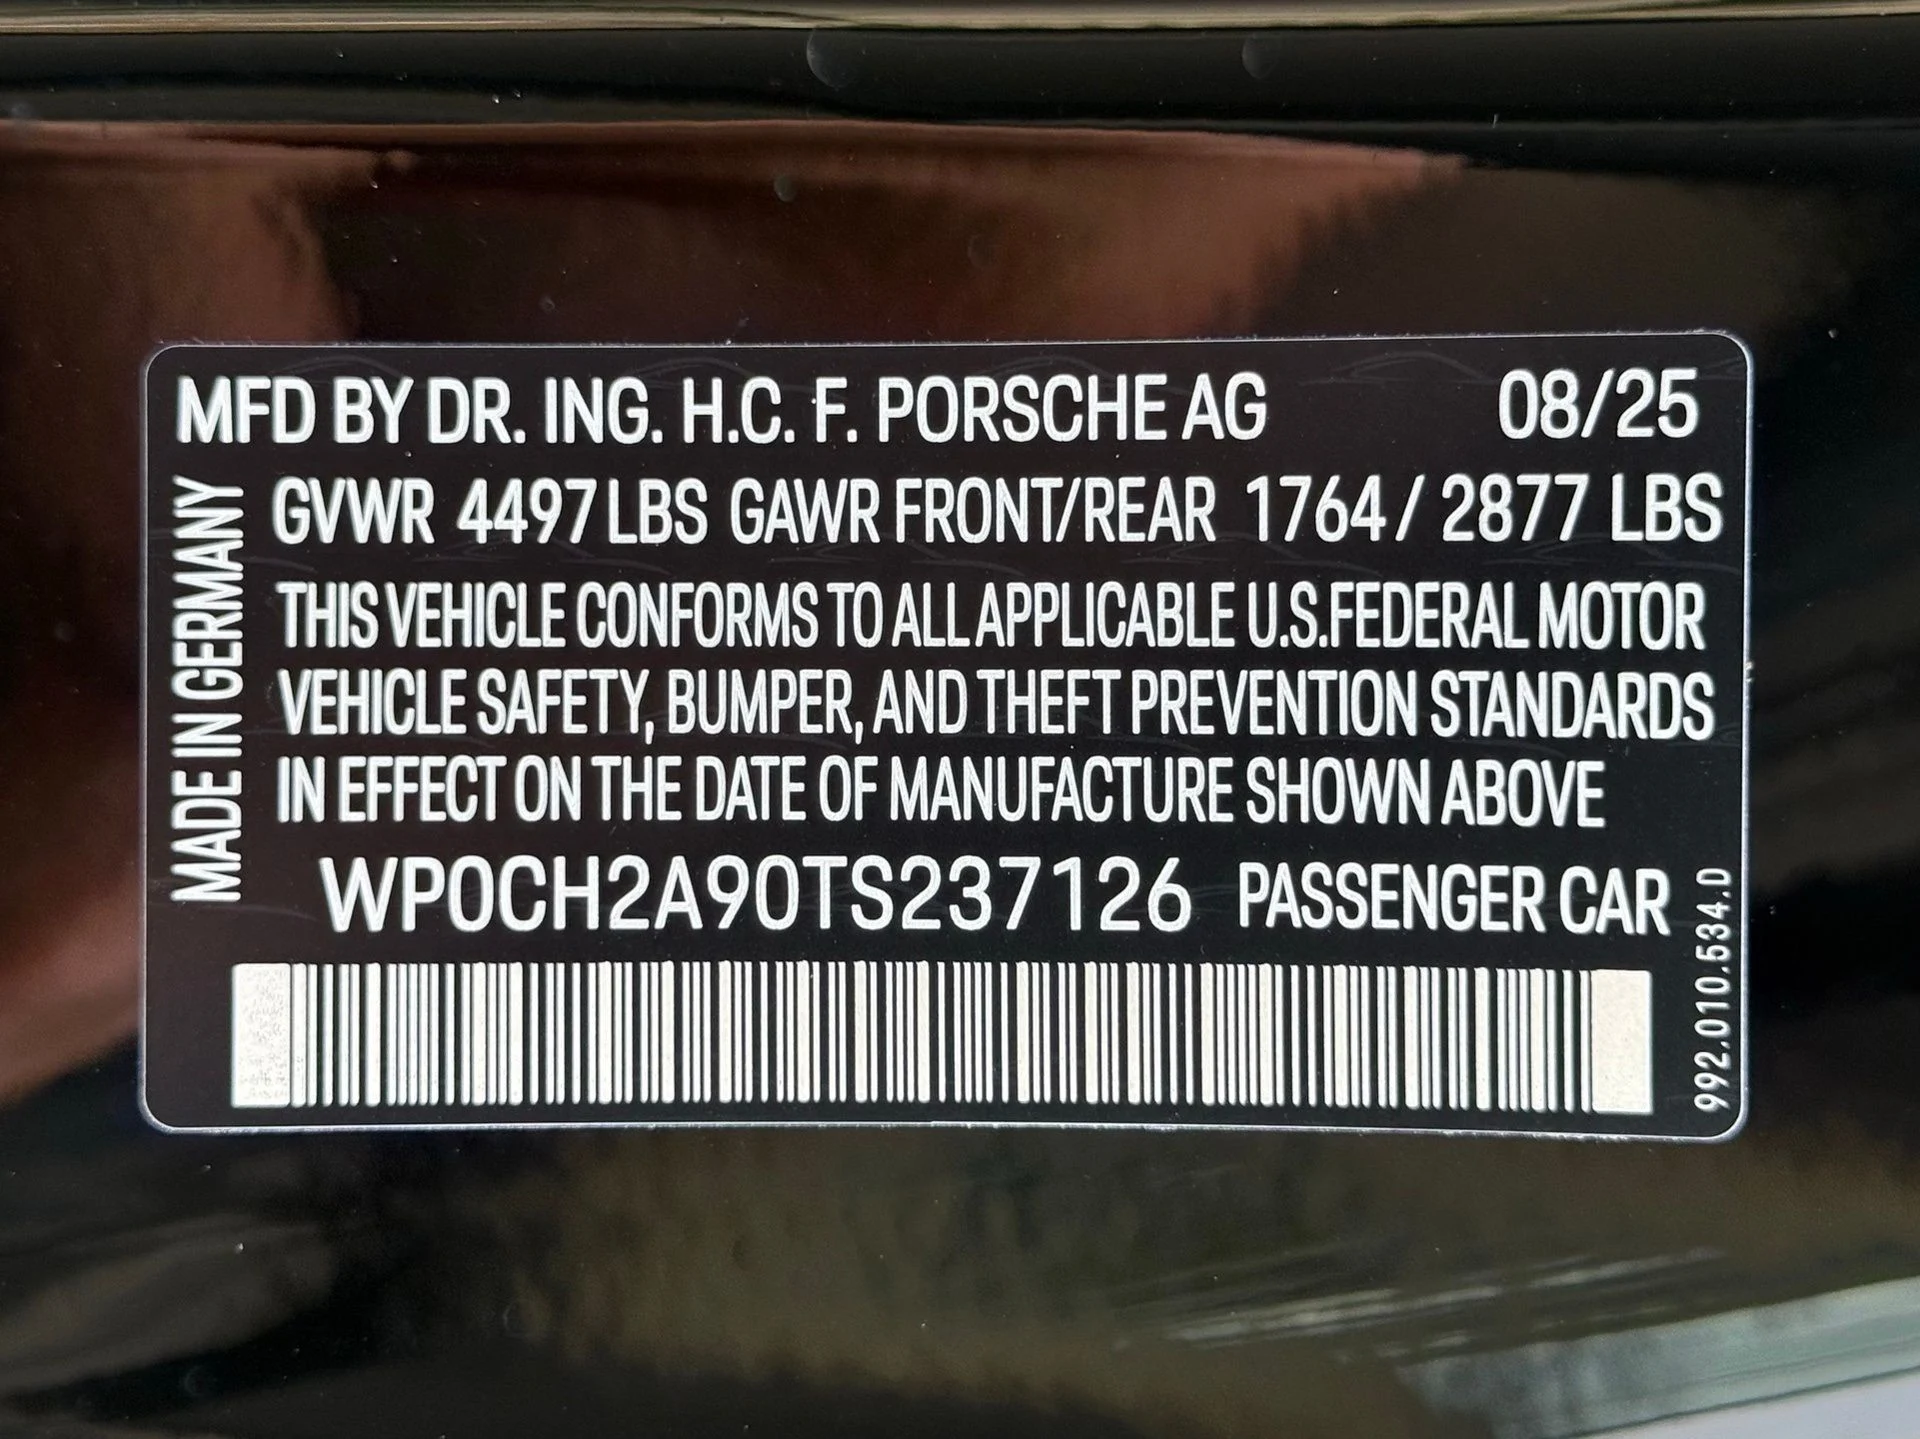 MFD BY DR. ING. H.C. F. PORSCHE AG 08/25
MADE IN GERMANY
GVWR 4497 LBS GAWR FRONT/REAR 1764 / 2877 LBS
THIS VEHICLE CONFORMS TO ALL APPLICABLE U.S.FEDERAL MOTOR
VEHICLE SAFETY, BUMPER, AND THEFT PREVENTION STANDARDS
IN EFFECT ON THE DATE OF MANUFACTURE SHOWN ABOVE
WP0CH2A90TS237126 PASSENGER CAR
992.010.534.D